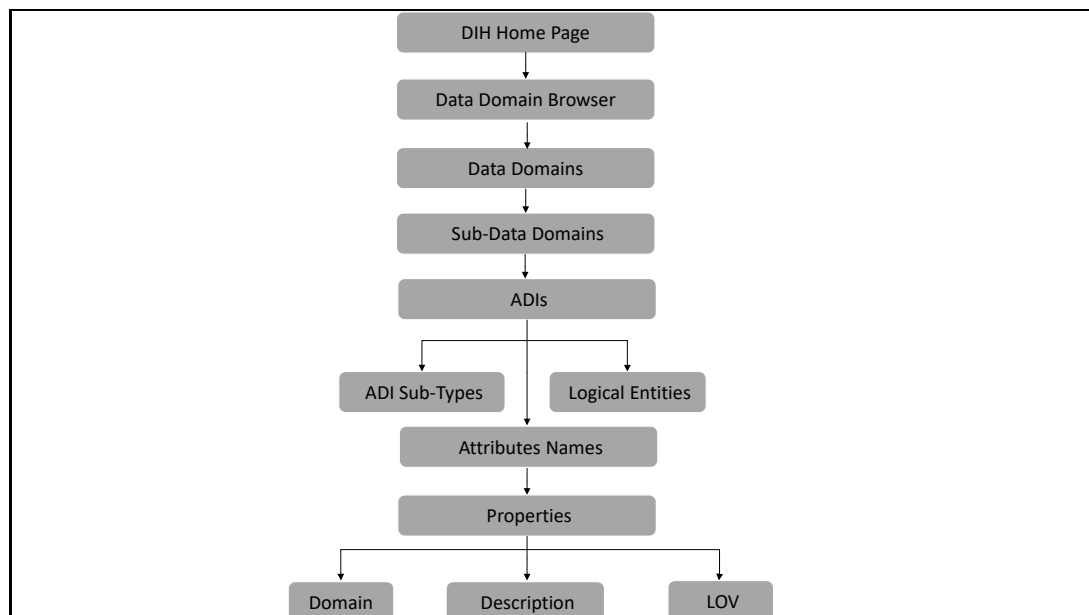 DIH Home Page
Data Domain Browser
Data Domains
Sub-Data Domains
ADIs
ADI Sub-Types
Logical Entities
Attributes Names
Properties
Domain
Description
LOV